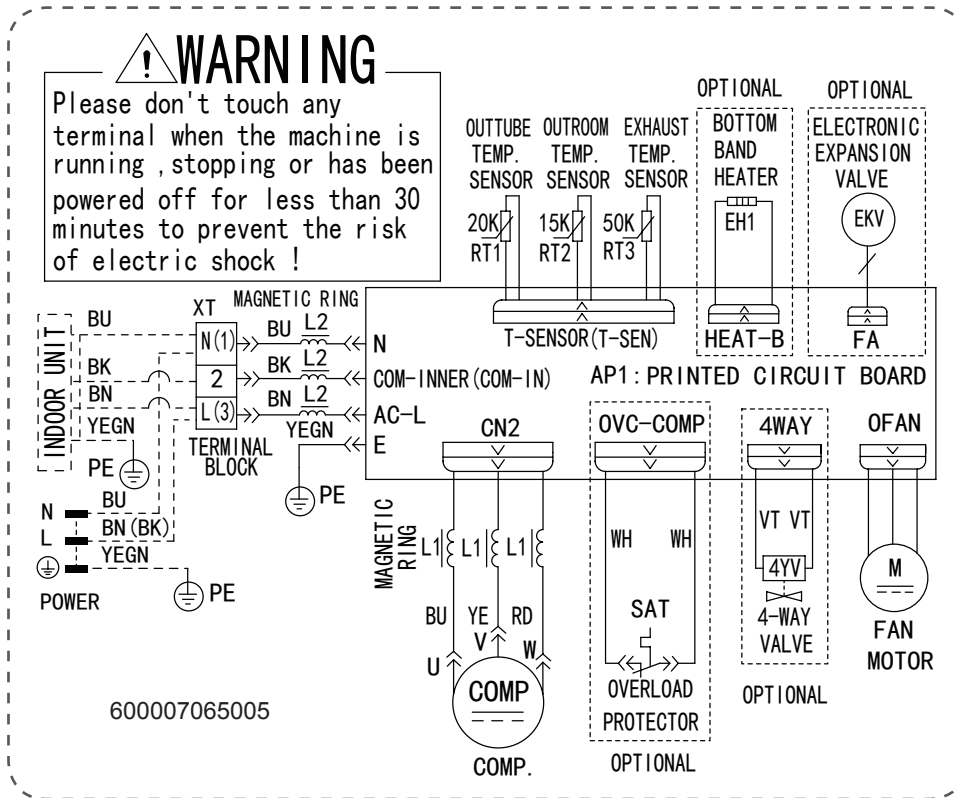 WARNING
Please don't touch any
terminal when the machine is
running ,stopping or has been
powered off for less than 30
minutes to prevent the risk
of electric shock !
OPTIONAL
OPTIONAL
OUTTUBE
TEMP.
SENSOR
OUTROOM
TEMP.
SENSOR
EXHAUST
TEMP.
SENSOR
BOTTOM
BAND
HEATER
ELECTRONIC
EXPANSION
VALVE
20K
RT1
15K
RT2
50K
RT3
EH1
EKV
T-SENSOR(T-SEN)
HEAT-B
FA
INDOOR UNIT
BU
BK
BN
YEGN
PE
XT
N(1)
2
L(3)
TERMINAL
BLOCK
MAGNETIC RING
BU L2
BK L2
BN L2
YEGN
PE
N
COM-INNER(COM-IN)
AC-L
E
AP1: PRINTED CIRCUIT BOARD
CN2
OVC-COMP
4WAY
OFAN
N
L
POWER
BU
BN(BK)
YEGN
PE
MAGNETIC
RING
L1
L1
L1
BU
YE
RD
U
V
W
COMP
COMP.
WH
WH
SAT
OVERLOAD
PROTECTOR
OPTIONAL
VT VT
4YV
4-WAY
VALVE
OPTIONAL
M
FAN
MOTOR
600007065005